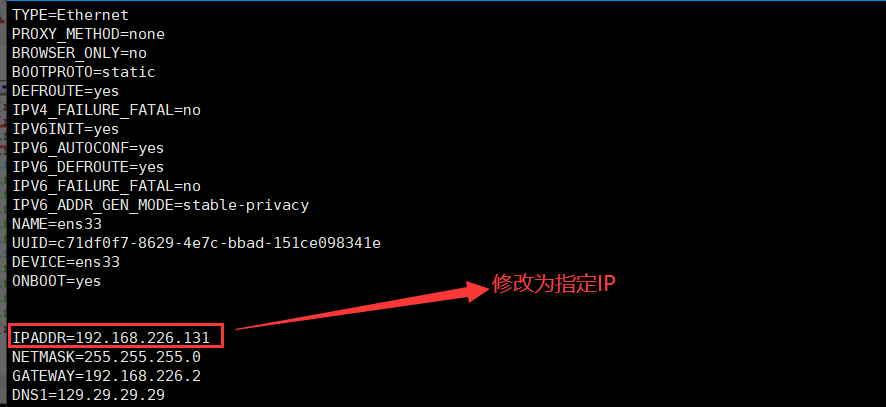 TYPE=Ethernet
PROXY_METHOD=none
BROWSER_ONLY=no
BOOTPROTO=static
DEFROUTE=yes
IPV4_FAILURE_FATAL=no
IPV6INIT=yes
IPV6_AUTOCONF=yes
IPV6_DEFROUTE=yes
IPV6_FAILURE_FATAL=no
IPV6_ADDR_GEN_MODE=stable-privacy
NAME=ens33
UUID=c71df0f7-8629-4e7c-bbad-151ce098341e
DEVICE=ens33
ONBOOT=yes
修改为指定IP
IPADDR=192.168.226.131
NETMASK=255.255.255.0
GATEWAY=192.168.226.2
DNS1=129.29.29.29